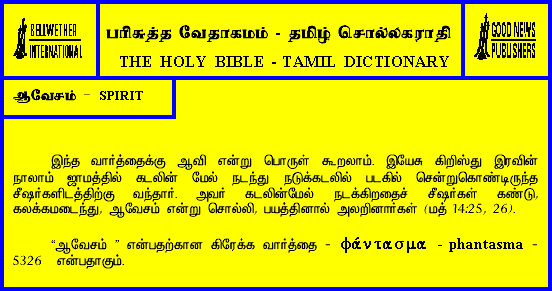 BELLWETHER
INTERNATIONAL
பரிசுத்த வேதாகமம் - தமிழ் சொல்லகராதி
THE HOLY BIBLE - TAMIL DICTIONARY
GOOD NEWS
PUBLISHERS
ஆவேசம் - SPIRIT
இந்த வார்த்தைக்கு ஆவி என்று பொருள் கூறலாம். இயேசு கிறிஸ்து இரவின்
நாலாம் ஜாமத்தில் கடலின் மேல் நடந்து நடுக்கடலில் படகில் சென்றுகொண்டிருந்த
சீஷர்களிடத்திற்கு வந்தார். அவர் கடலின்மேல் நடக்கிறதைச் சீஷர்கள் கண்டு,
கலக்கமடைந்து, ஆவேசம் என்று சொல்லி, பயத்தினால் அலறினார்கள் (மத் 14:25, 26).
“ஆவேசம் ” என்பதற்கான கிரேக்க வார்த்தை - φάντασμα - phantasma -
5326 என்பதாகும்.